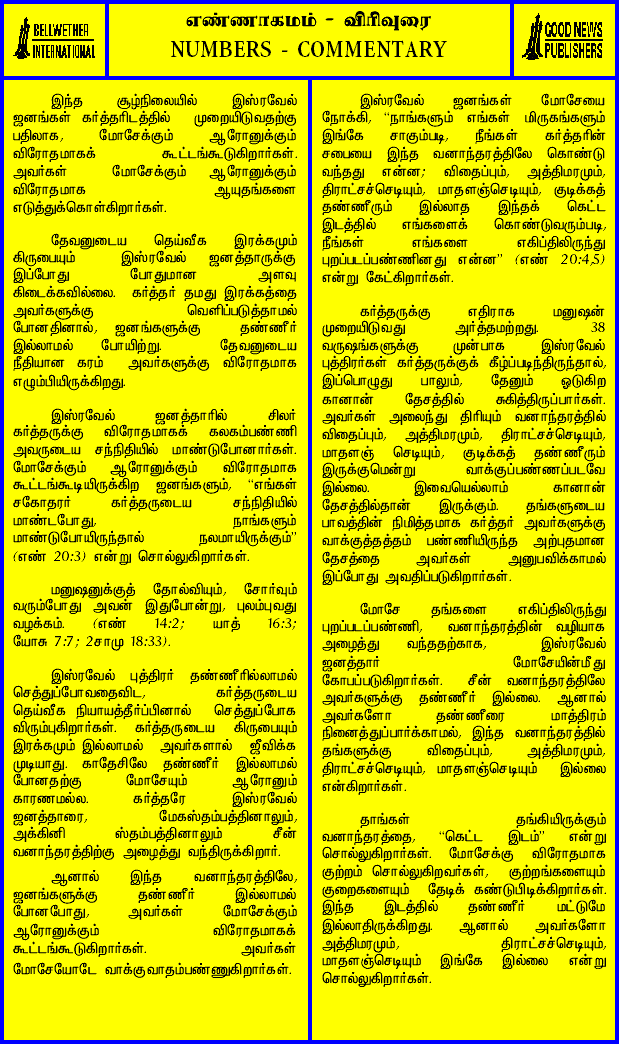 BELLWETHER
INTERNATIONAL
எண்ணாகமம் - விரிவுரை
NUMBERS - COMMENTARY
GOOD NEWS
PUBLISHERS
இந்த சூழ்நிலையில் இஸ்ரவேல்
ஜனங்கள் கர்த்தரிடத்தில் முறையிடுவதற்கு
பதிலாக, மோசேக்கும் ஆரோனுக்கும்
விரோதமாகக் கூட்டங்கூடுகிறார்கள்.
அவர்கள் மோசேக்கும் ஆரோனுக்கும்
விரோதமாக ஆயுதங்களை
எடுத்துக்கொள்கிறார்கள்.
தேவனுடைய தெய்வீக இரக்கமும்
கிருபையும் இஸ்ரவேல் ஜனத்தாருக்கு
இப்போது போதுமான அளவு
கிடைக்கவில்லை. கர்த்தர் தமது இரக்கத்தை
அவர்களுக்கு வெளிப்படுத்தாமல்
போனதினால், ஜனங்களுக்கு தண்ணீர்
இல்லாமல் போயிற்று. தேவனுடைய
நீதியான கரம் அவர்களுக்கு விரோதமாக
எழும்பியிருக்கிறது.
இஸ்ரவேல் ஜனத்தாரில் சிலர்
கர்த்தருக்கு விரோதமாகக் கலகம்பண்ணி
அவருடைய சந்நிதியில் மாண்டுபோனார்கள்.
மோசேக்கும் ஆரோனுக்கும் விரோதமாக
கூட்டங்கூடியிருக்கிற ஜனங்களும், “எங்கள்
சகோதரர் கர்த்தருடைய சந்நிதியில்
மாண்டபோது, நாங்களும்
மாண்டுபோயிருந்தால் நலமாயிருக்கும்”
(எண் 20:3) என்று சொல்லுகிறார்கள்.
மனுஷனுக்கு தோல்வியும், சோர்வும்
வரும்போது அவன் இதுபோன்று, புலம்புவது
வழக்கம். (எண் 14:2; யாத் 16:3;
யோசு 7:7; 2சாமு 18:33).
இஸ்ரவேல் புத்திரர் தண்ணீரில்லாமல்
செத்துப்போவதைவிட, கர்த்தருடைய
தெய்வீக நியாயத்தீர்ப்பினால் செத்துப்போக
விரும்புகிறார்கள். கர்த்தருடைய கிருபையும்
இரக்கமும் இல்லாமல் அவர்களால் ஜீவிக்க
முடியாது. காதேசிலே தண்ணீர் இல்லாமல்
போனதற்கு மோசேயும் ஆரோனும்
காரணமல்ல. கர்த்தரே இஸ்ரவேல்
ஜனத்தாரை, மேகஸ்தம்பத்தினாலும்,
அக்கினி ஸ்தம்பத்தினாலும் சீன்
வனாந்தரத்திற்கு அழைத்து வந்திருக்கிறார்.
ஆனால் இந்த வனாந்தரத்திலே,
ஜனங்களுக்கு தண்ணீர் இல்லாமல்
போனபோது, அவர்கள் மோசேக்கும்
ஆரோனுக்கும் விரோதமாகக்
கூட்டங்கூடுகிறார்கள். அவர்கள்
மோசேயோடே வாக்குவாதம்பண்ணுகிறார்கள்.
இஸ்ரவேல் ஜனங்கள் மோசேயை
நோக்கி, “நாங்களும் எங்கள் மிருகங்களும்
இங்கே சாகும்படி, நீங்கள் கர்த்தரின்
சபையை இந்த வனாந்தரத்திலே கொண்டு
வந்தது என்ன; விதைப்பும், அத்திமரமும்,
திராட்சச்செடியும், மாதளஞ்செடியும், குடிக்கத்
தண்ணீரும் இல்லாத இந்தக் கெட்ட
இடத்தில் எங்களைக் கொண்டுவரும்படி,
நீங்கள் எங்களை எகிப்திலிருந்து
புறப்படப்பண்ணினது என்ன” (எண் 20:4,5)
என்று கேட்கிறார்கள்.
கர்த்தருக்கு எதிராக மனுஷன்
முறையிடுவது அர்த்தமற்றது. 38
வருஷங்களுக்கு முன்பாக இஸ்ரவேல்
புத்திரர்கள் கர்த்தருக்குக் கீழ்ப்படிந்திருந்தால்,
இப்பொழுது பாலும், தேனும் ஓடுகிற
கானான் தேசத்தில் சுகித்திருப்பார்கள்.
அவர்கள் அலைந்து திரியும் வனாந்தரத்தில்
விதைப்பும், அத்திமரமும், திராட்சச்செடியும்,
மாதளஞ் செடியும், குடிக்கத் தண்ணீரும்
இருக்குமென்று வாக்குப்பண்ணப்படவே
இல்லை. இவையெல்லாம் கானான்
தேசத்தில்தான் இருக்கும். தங்களுடைய
பாவத்தின் நிமித்தமாக கர்த்தர் அவர்களுக்கு
வாக்குத்தத்தம் பண்ணியிருந்த அற்புதமான
தேசத்தை அவர்கள் அனுபவிக்காமல்
இப்போது அவதிப்படுகிறார்கள்.
மோசே தங்களை எகிப்திலிருந்து
புறப்படப்பண்ணி, வனாந்தரத்தின் வழியாக
அழைத்து வந்ததற்காக, இஸ்ரவேல்
ஜனத்தார் மோசேயின்மீது
கோபப்படுகிறார்கள். சீன் வனாந்தரத்திலே
அவர்களுக்கு தண்ணீர் இல்லை. ஆனால்
அவர்களோ தண்ணீரை மாத்திரம்
நினைத்துப்பார்க்காமல், இந்த வனாந்தரத்தில்
தங்களுக்கு விதைப்பும், அத்திமரமும்,
திராட்சச்செடியும், மாதளஞ்செடியும் இல்லை
என்கிறார்கள்.
தாங்கள் தங்கியிருக்கும்
வனாந்தரத்தை, “கெட்ட இடம்” என்று
சொல்லுகிறார்கள். மோசேக்கு விரோதமாக
குற்றம் சொல்லுகிறவர்கள், குற்றங்களையும்
குறைகளையும் தேடிக் கண்டுபிடிக்கிறார்கள்.
இந்த இடத்தில் தண்ணீர் மட்டுமே
இல்லாதிருக்கிறது. ஆனால் அவர்களோ
அத்திமரமும், திராட்சச்செடியும்,
மாதளஞ்செடியும் இங்கே இல்லை என்று
சொல்லுகிறார்கள்.